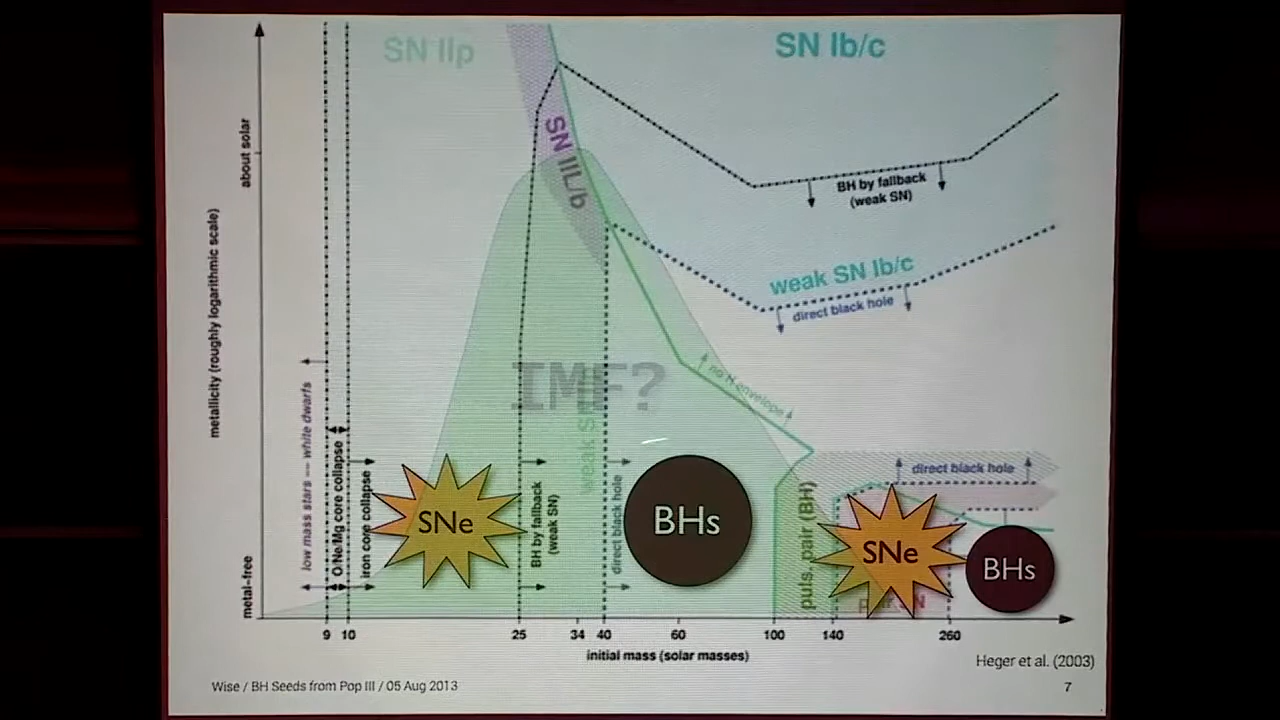 SN IIp
SN Ib/c
SN IIL/b
about solar
BH by fallback
(weak SN)
weak SN Ib/c
direct black hole
metallicity (roughly logarithmic scale)
IMF?
no H envelope
low mass stars — white dwarfs
O/Ne/Mg core collapse
iron core collapse
SNe
BH by fallback
(weak SN)
weak SN
direct black hole
BHs
puls. pair (BH)
direct black hole
SNe
BHs
metal-free
9 10 25 34 40 60 100 140 260
initial mass (solar masses)
Heger et al. (2003)
Wise / BH Seeds from Pop III / 05 Aug 2013
7